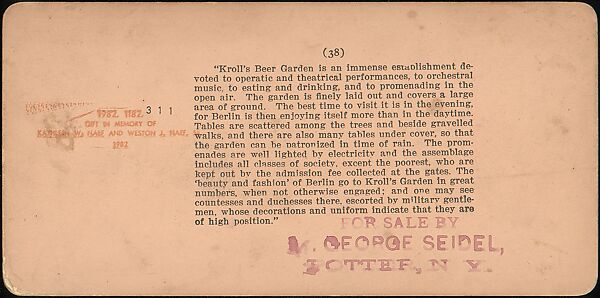 (38)
"Kroll's Beer Garden is an immense establishment de-
voted to operatic and theatrical performances, to orchestral
music, to eating and drinking, and to promenading in the
open air. The garden is finely laid out and covers a large
area of ground. The best time to visit it is in the evening,
for Berlin is then enjoying itself more than in the daytime.
Tables are scattered among the trees and beside gravelled
walks, and there are also many tables under cover, so that
the garden can be patronized in time of rain. The prom-
enades are well lighted by electricity and the assemblage
includes all classes of society, except the poorest, who are
kept out by the admission fee collected at the gates. The
'beauty and fashion' of Berlin go to Kroll's Garden in great
numbers, when not otherwise engaged; and one may see
countesses and duchesses there, escorted by military gentle-
men, whose decorations and uniform indicate that they are
of high position."
1982. 1182. 311
GIFT IN MEMORY OF
KATHLEEN W. NAEF AND WESTON J. NAEF,
1982
FOR SALE BY
GEORGE SEIDEL,
POTTER, N. Y.